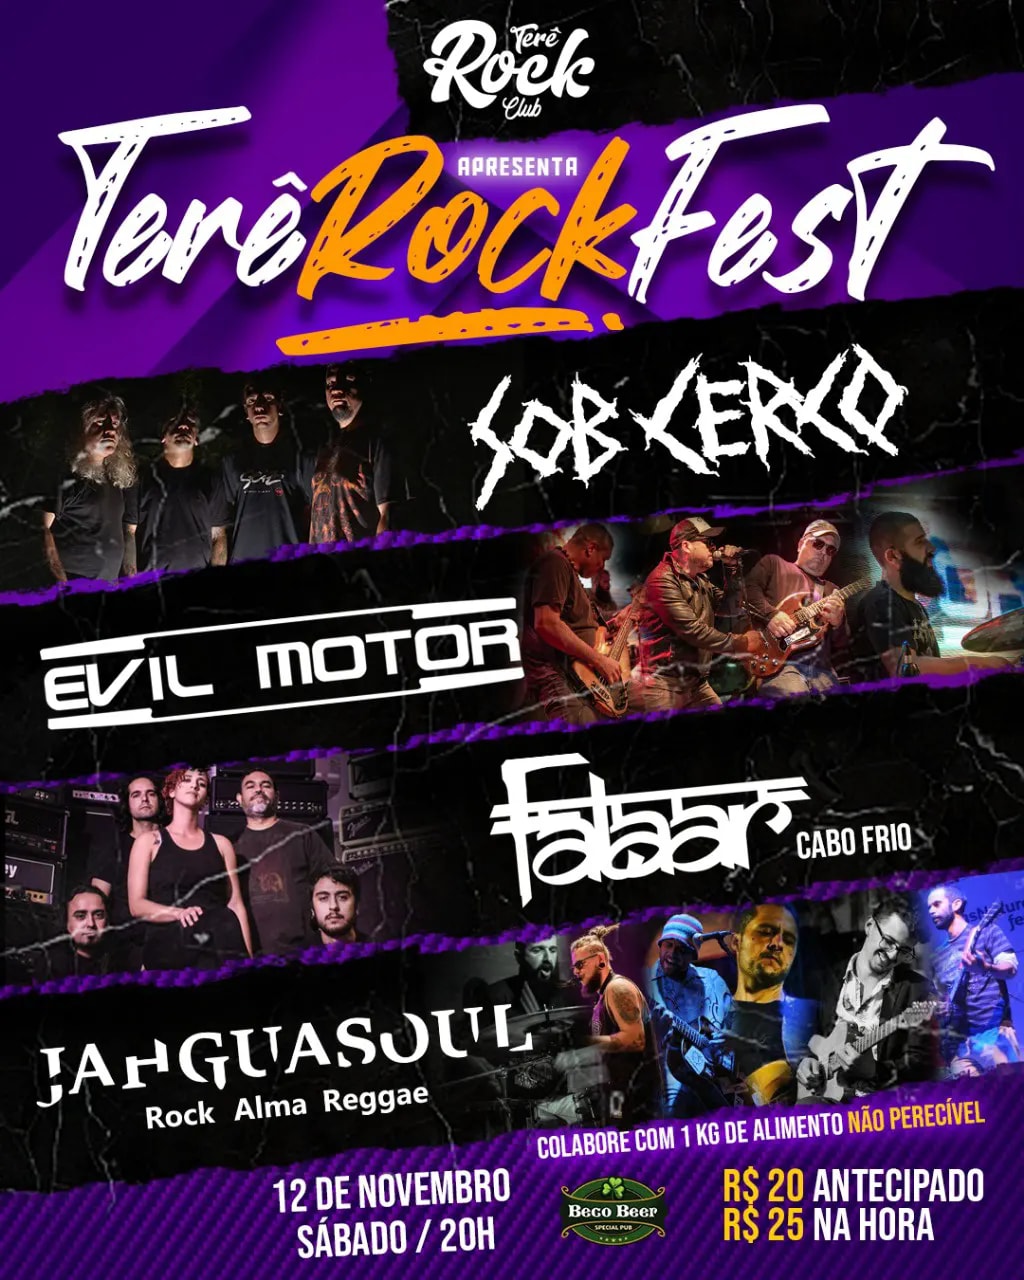 Terê
Rock
Club
APRESENTA
TerêRockFest
SOB CERCO
EVIL MOTOR
Falaar
CABO FRIO
JAHGUASOUL
Rock Alma Reggae
COLABORE COM 1 KG DE ALIMENTO NÃO PERECÍVEL
12 DE NOVEMBRO
SÁBADO / 20H
Beco Beer
SPECIAL PUB
R$ 20 ANTECIPADO
R$ 25 NA HORA